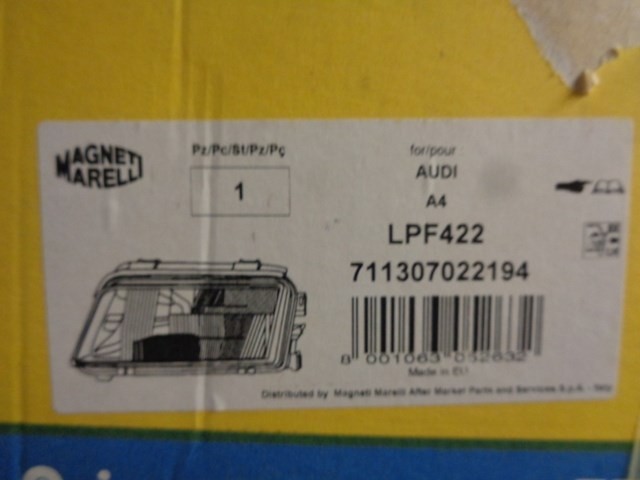 MAGNETI
MARELLI
Pz/Pc/St/Pz/Pç
1
for/pour
AUDI
A4
LPF422
711307022194
8 001063 052632
Made in EU
Distributed by Magneti Marelli After Market Parts and Services S.p.A. - Italy